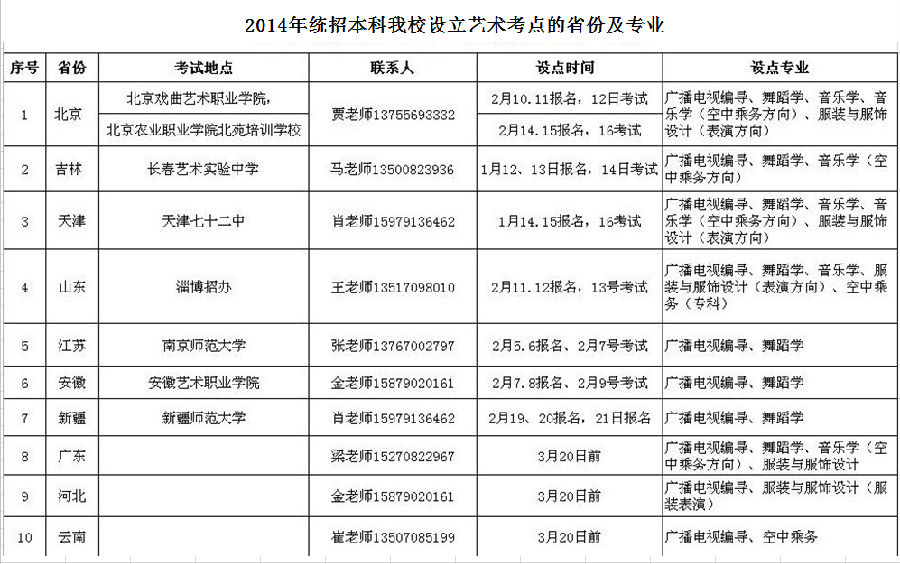 2014年统招本科我校设立艺术考点的省份及专业
序号 省份 考试地点 联系人 设点时间 设点专业
1 北京 北京戏曲艺术职业学院， 贾老师13755693332 2月10.11报名，12日考试 广播电视编导、舞蹈学、音乐学、音
乐学（空中乘务方向）、服装与服饰
设计（表演方向）
北京农业职业学院北苑培训学校 2月14.15报名，16考试
2 吉林 长春艺术实验中学 马老师13500823936 1月12、13日报名，14日考试 广播电视编导、舞蹈学、音乐学（空
中乘务方向）
3 天津 天津七十二中 肖老师15979136462 1月14.15报名，16考试 广播电视编导、舞蹈学、音乐学、音
乐学（空中乘务方向）、服装与服饰
设计（表演方向）
4 山东 淄博招办 王老师13517098010 2月11.12报名，13号考试 广播电视编导、舞蹈学、音乐学、服
装与服饰设计（表演方向）、空中乘
务（专科）
5 江苏 南京师范大学 张老师13767002797 2月5.6报名、2月7号考试 广播电视编导、舞蹈学
6 安徽 安徽艺术职业学院 金老师15879020161 2月7.8报名、2月9号考试 广播电视编导、舞蹈学
7 新疆 新疆师范大学 肖老师15979136462 2月19、20报名，21日报名 广播电视编导、舞蹈学
8 广东 梁老师15270822967 3月20日前 广播电视编导、舞蹈学、音乐学（空
中乘务方向）、服装与服饰设计
9 河北 金老师15879020161 3月20日前 广播电视编导、服装与服饰设计（服
装表演）
10 云南 崔老师13507085199 3月20日前 广播电视编导、空中乘务